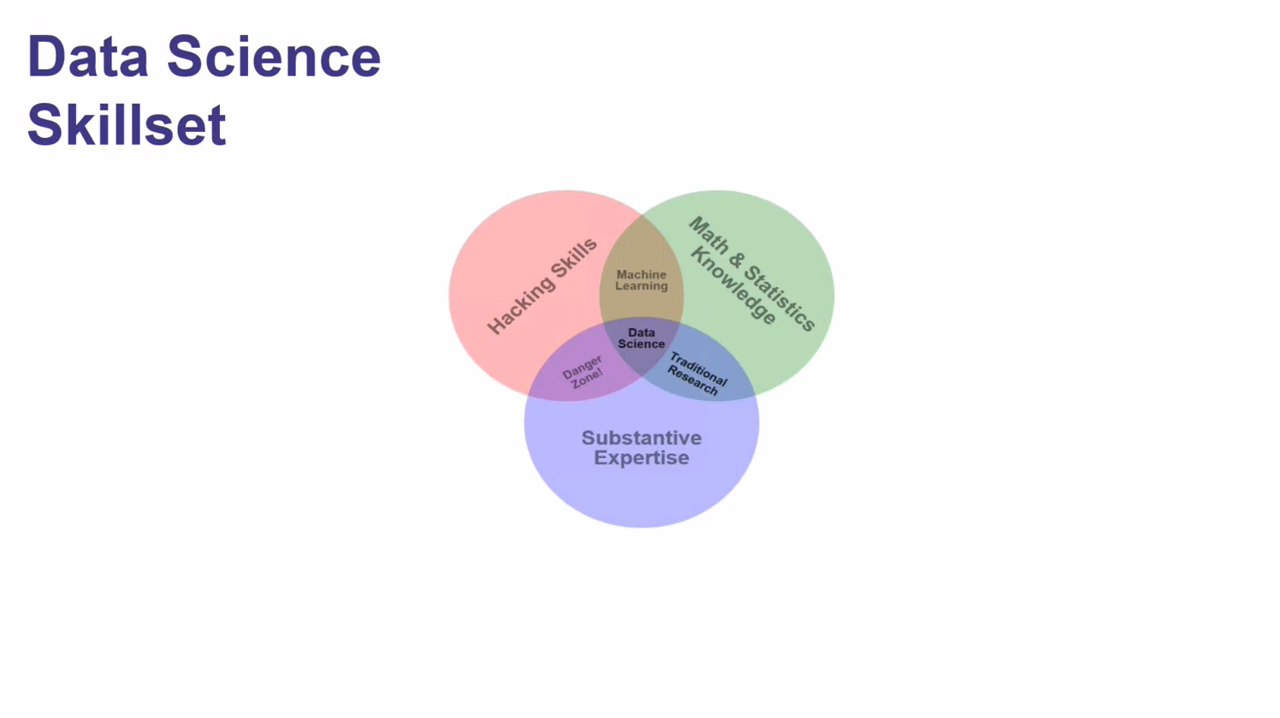 Data Science
Skillset
Hacking Skills
Math & Statistics
Knowledge
Machine
Learning
Data
Science
Danger
Zone!
Traditional
Research
Substantive
Expertise